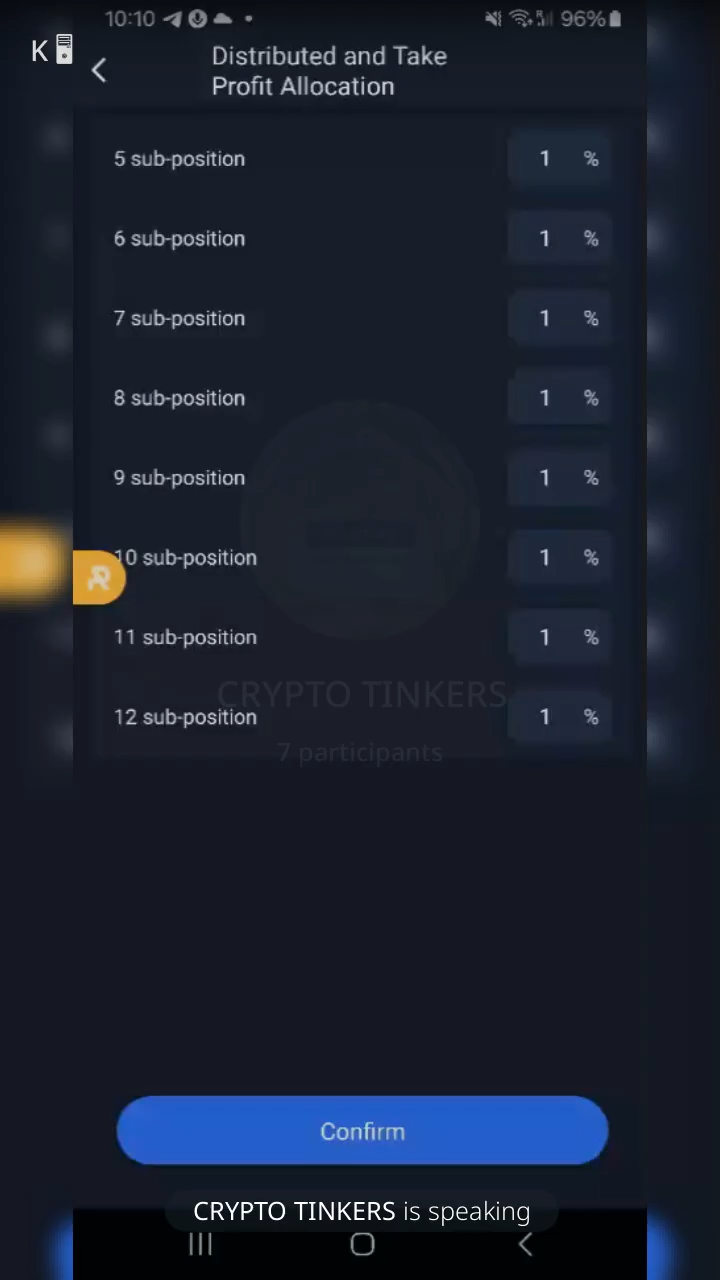 10:10 96%
K
Distributed and Take
Profit Allocation
5 sub-position 1 %
6 sub-position 1 %
7 sub-position 1 %
8 sub-position 1 %
9 sub-position 1 %
10 sub-position 1 %
11 sub-position 1 %
CRYPTO TINKERS
12 sub-position 1 %
7 participants
Confirm
CRYPTO TINKERS is speaking